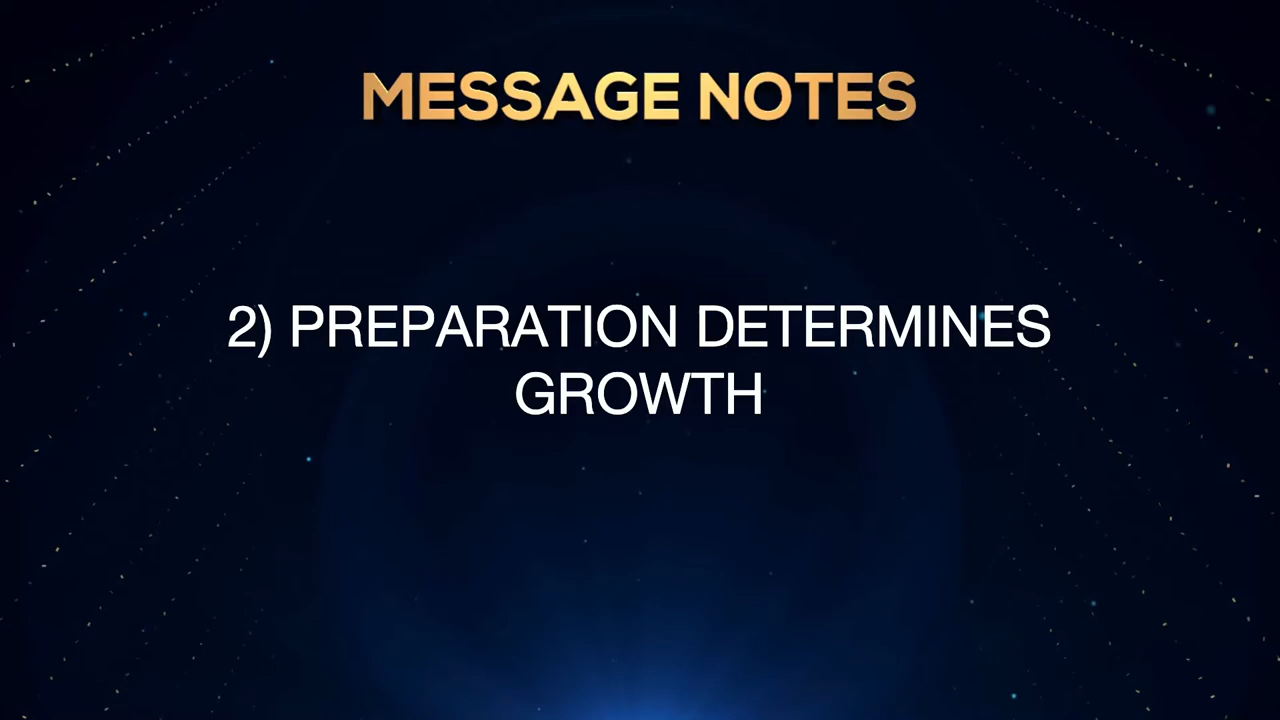 MESSAGE NOTES
2) PREPARATION DETERMINES
GROWTH